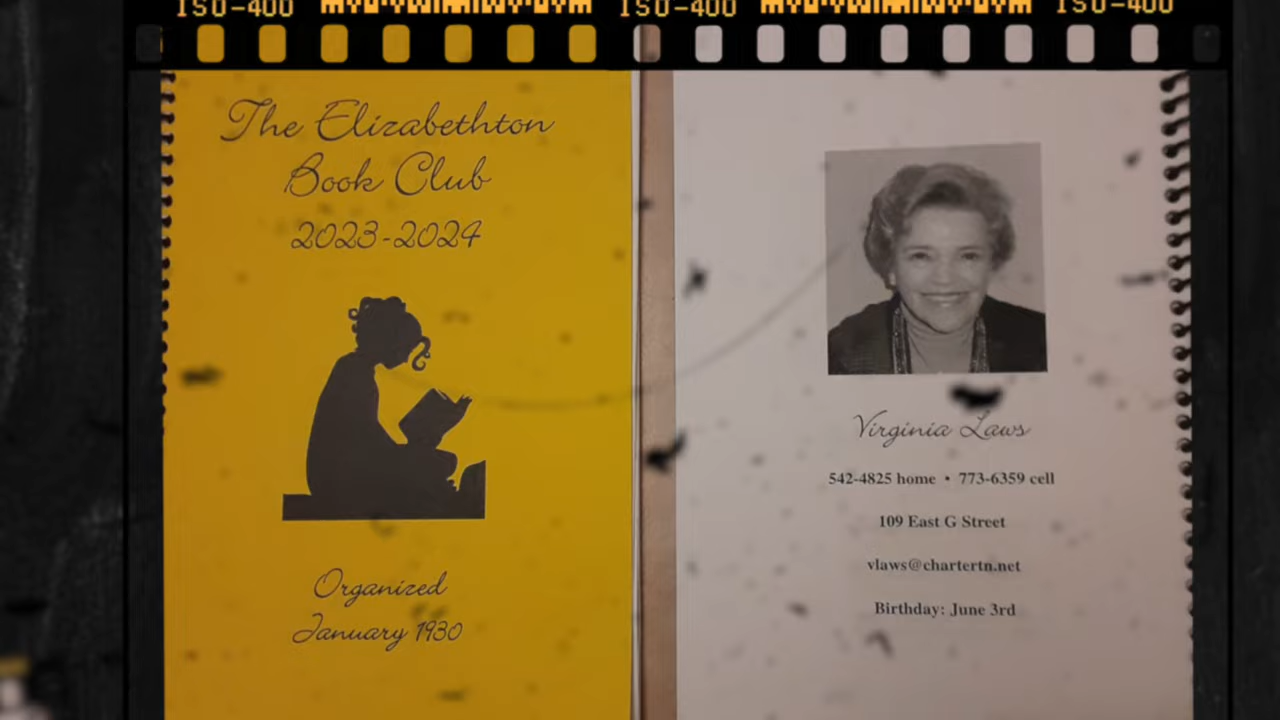 ISO-400
ISO-400
ISO-400
The Elizabethton
Book Club
2023-2024
Organized
January 1930
Virginia Laws
542-4825 home • 773-6359 cell
109 East G Street
vlaws@chartertn.net
Birthday: June 3rd